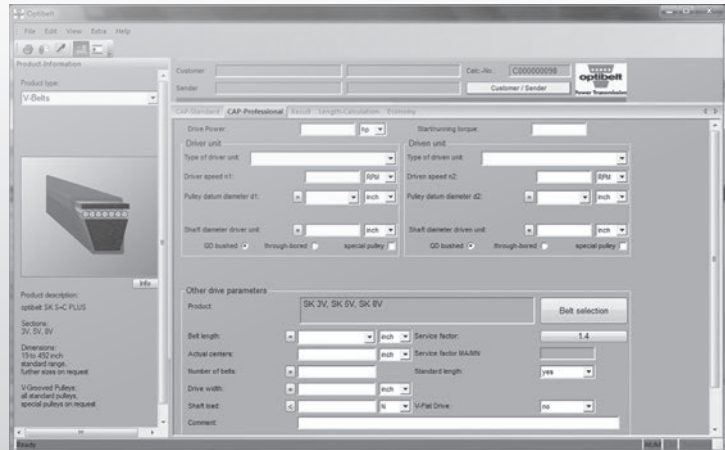 Optibelt
File Edit View Extra Help
Product-Information
Product type:
V-Belts
Info
Product description:
optibelt SK S=C PLUS
Sections:
3V, 5V, 8V
Dimensions:
19 to 492 inch
standard range,
further sizes on request
V-Grooved Pulleys:
all standard pulleys,
special pulleys on request
Customer Calc.-No.: C000000098
Sender Customer / Sender
optibelt
Power Transmission
CAP-Standard CAP-Professional Result Length-Calculation Economy
Drive Power: hp Start/running torque:
Driver unit Driven unit
Type of driver unit: Type of driven unit:
Driver speed n1: RPM Driven speed n2: RPM
Pulley datum diameter d1: = inch Pulley datum diameter d2: = inch
Shaft diameter driver unit: = inch Shaft diameter driven unit: = inch
QD bushed through-bored special pulley QD bushed through-bored special pulley
Other drive parameters
Product: SK 3V, SK 5V, SK 8V Belt selection
Belt length: = inch Service factor: 1.4
Actual centers: inch Service factor MA/MN:
Number of belts: = Standard length: yes
Drive width: = inch
Shaft load: < N V-Flat Drive: no
Comment:
Ready NUM